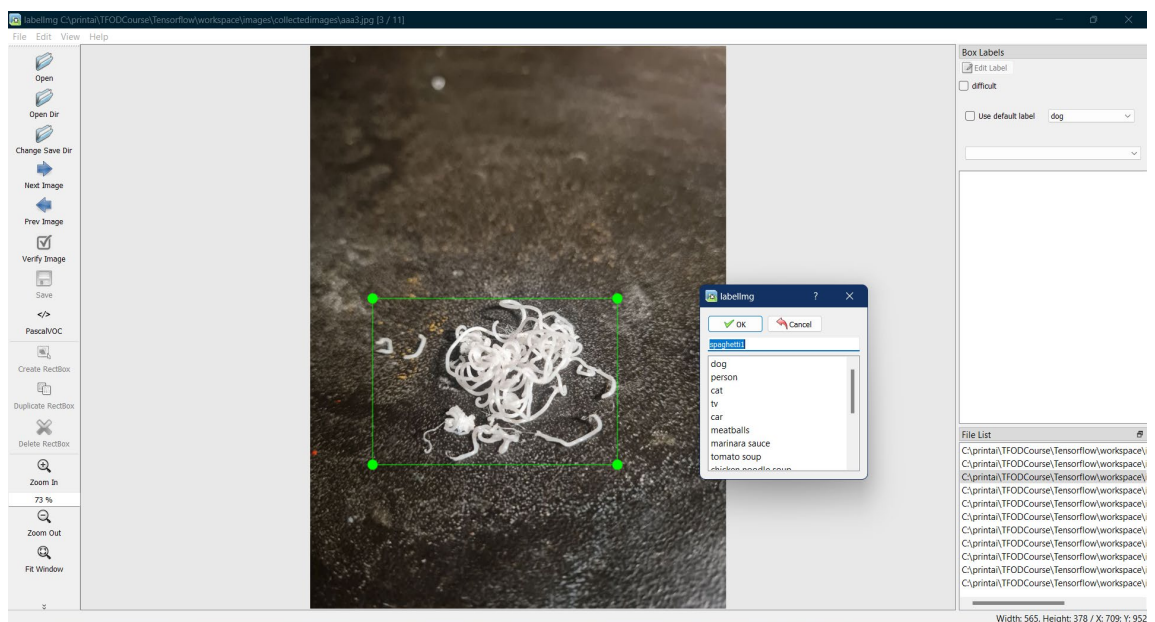 labelImg C:\printai\TFODCourse\Tensorflow\workspace\images\collectedimages\aaa3.jpg [3 / 11]
File Edit View Help
Open
Open Dir
Change Save Dir
Next Image
Prev Image
Verify Image
Save
</>
PascalVOC
Create RectBox
Duplicate RectBox
Delete RectBox
Zoom In
73 %
Zoom Out
Fit Window
labelImg
OK Cancel
spaghetti1
dog
person
cat
tv
car
meatballs
marinara sauce
tomato soup
chicken noodle soup
Box Labels
Edit Label
difficult
Use default label dog
File List
C:\printai\TFODCourse\Tensorflow\workspace\i
C:\printai\TFODCourse\Tensorflow\workspace\i
C:\printai\TFODCourse\Tensorflow\workspace\i
C:\printai\TFODCourse\Tensorflow\workspace\i
C:\printai\TFODCourse\Tensorflow\workspace\i
C:\printai\TFODCourse\Tensorflow\workspace\i
C:\printai\TFODCourse\Tensorflow\workspace\i
C:\printai\TFODCourse\Tensorflow\workspace\i
C:\printai\TFODCourse\Tensorflow\workspace\i
C:\printai\TFODCourse\Tensorflow\workspace\i
C:\printai\TFODCourse\Tensorflow\workspace\i
Width: 565, Height: 378 / X: 709; Y: 952